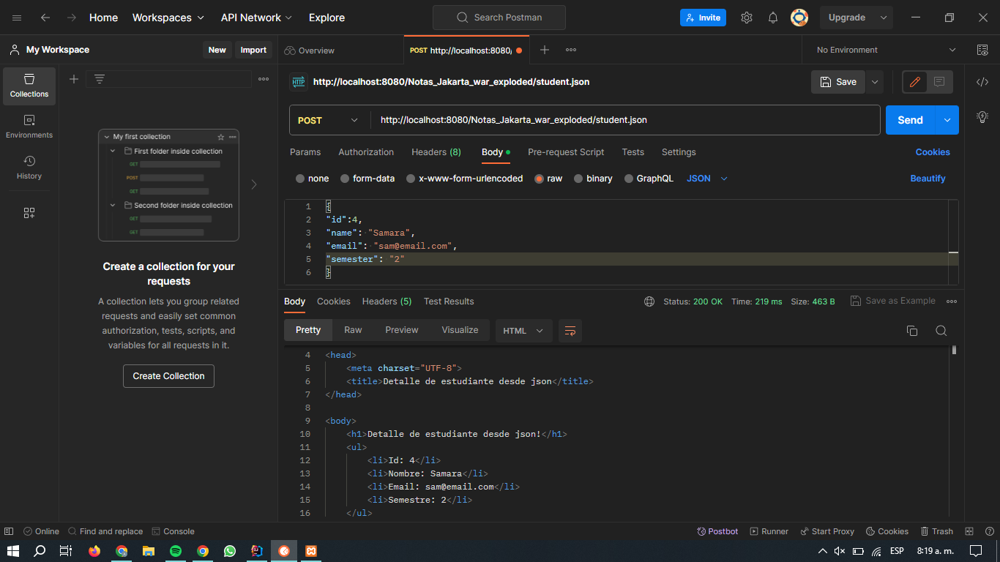 Home Workspaces API Network Explore Search Postman Invite Upgrade
My Workspace New Import Overview POST http://localhost:8080/ No Environment
Collections
Environments
History
My first collection
First folder inside collection
GET
POST
GET
Second folder inside collection
GET
GET
Create a collection for your
requests
A collection lets you group related
requests and easily set common
authorization, tests, scripts, and
variables for all requests in it.
Create Collection
HTTP http://localhost:8080/Notas_Jakarta_war_exploded/student.json Save
POST http://localhost:8080/Notas_Jakarta_war_exploded/student.json Send
Params Authorization Headers (8) Body Pre-request Script Tests Settings Cookies
none form-data x-www-form-urlencoded raw binary GraphQL JSON Beautify
1 {
2 "id":4,
3 "name": "Samara",
4 "email": "sam@email.com",
5 "semester": "2"
6 }
Body Cookies Headers (5) Test Results Status: 200 OK Time: 219 ms Size: 463 B Save as Example
Pretty Raw Preview Visualize HTML
4 <head>
5 <meta charset="UTF-8">
6 <title>Detalle de estudiante desde json</title>
7 </head>
8
9 <body>
10 <h1>Detalle de estudiante desde json!</h1>
11 <ul>
12 <li>Id: 4</li>
13 <li>Nombre: Samara</li>
14 <li>Email: sam@email.com</li>
15 <li>Semestre: 2</li>
16 </ul>
Online Find and replace Console Postbot Runner Start Proxy Cookies Trash
ESP 8:19 a. m.